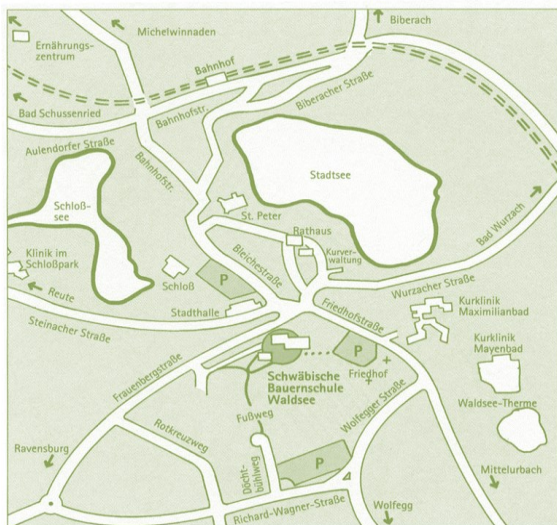 Biberach
Michelwinnaden
Ernährungs-
zentrum
Bahnhof
Bad Schussenried
Bahnhofstr.
Biberacher Straße
Aulendorfer Straße
Bahnhofstr.
Stadtsee
Schloß-
see
St. Peter
Rathaus
Kurver-
waltung
Bad Wurzach
Klinik im
Schloßpark
Bleichestraße
Schloß
P
Reute
Wurzacher Straße
Stadthalle
Friedhofstraße
Steinacher Straße
Kurklinik
Maximilianbad
P
Kurklinik
Mayenbad
Schwäbische
Bauernschule
Waldsee
Friedhof
Frauenbergstraße
Waldsee-Therme
Fußweg
Wolfegger Straße
Rotkreuzweg
Ravensburg
Döcht-
bühlweg
P
Mittelurbach
Richard-Wagner-Straße
Wolfegg